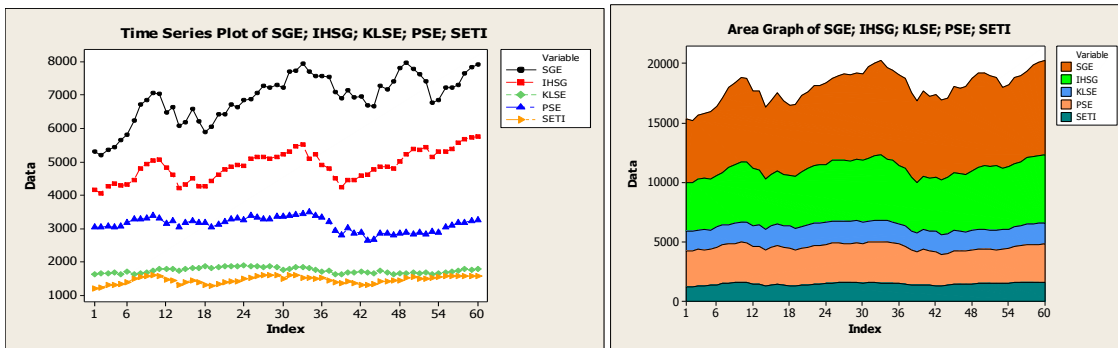 Time Series Plot of SGE; IHSG; KLSE; PSE; SETI
Variable
SGE
IHSG
KLSE
PSE
SETI
8000
7000
6000
5000
4000
3000
2000
1000
Data
1 6 12 18 24 30 36 42 48 54 60
Index
Area Graph of SGE; IHSG; KLSE; PSE; SETI
Variable
SGE
IHSG
KLSE
PSE
SETI
20000
15000
10000
5000
0
Data
1 6 12 18 24 30 36 42 48 54 60
Index